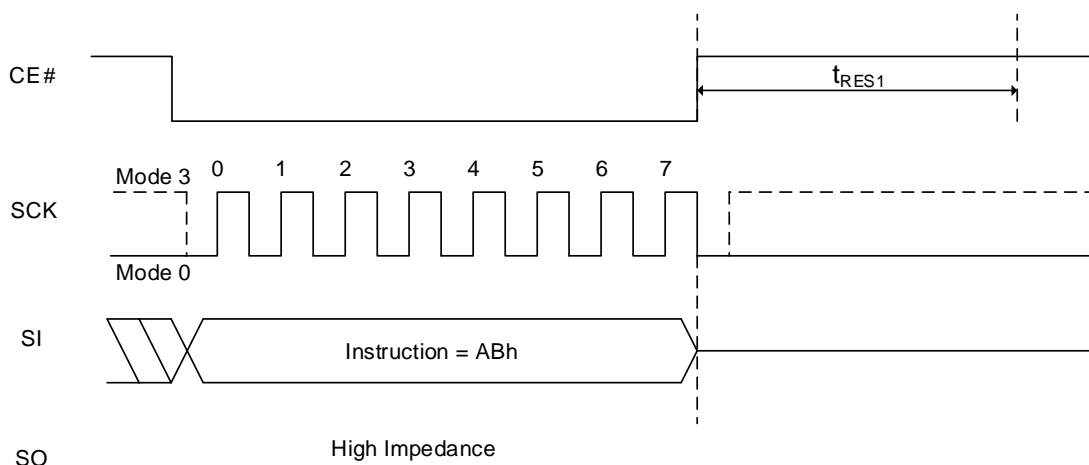 CE#
tRES1
Mode 3
0 1 2 3 4 5 6 7
SCK
Mode 0
SI
Instruction = ABh
High Impedance
SO